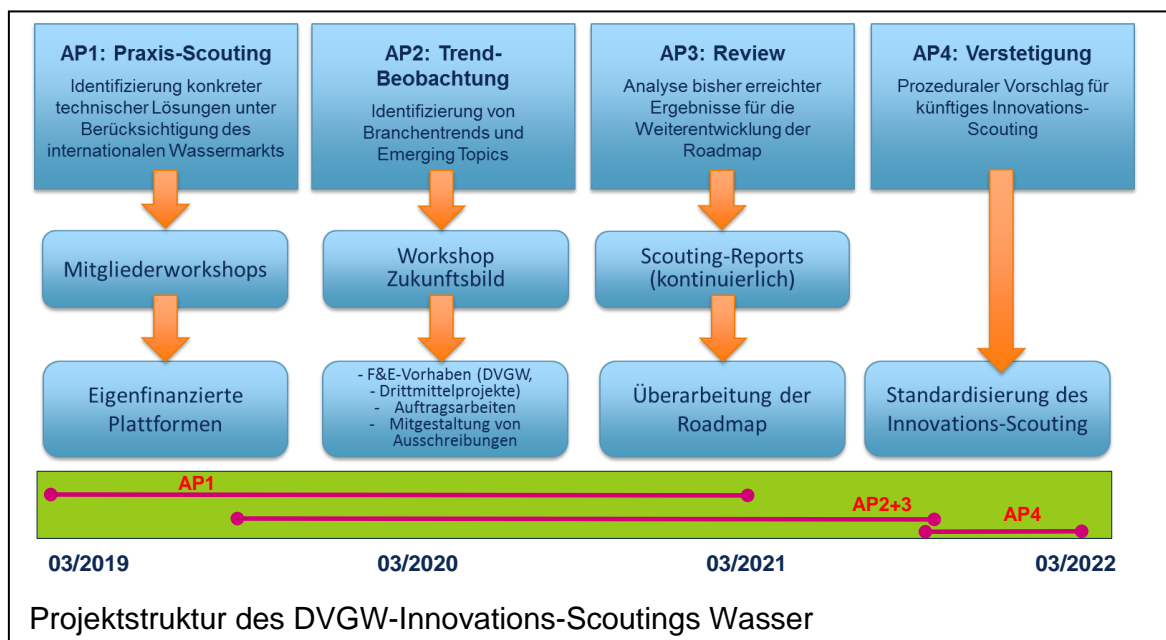 AP1: Praxis-Scouting
Identifizierung konkreter
technischer Lösungen unter
Berücksichtigung des
internationalen Wassermarkts
AP2: Trend-
Beobachtung
Identifizierung von
Branchentrends und
Emerging Topics
AP3: Review
Analyse bisher erreichter
Ergebnisse für die
Weiterentwicklung der
Roadmap
AP4: Verstetigung
Prozeduraler Vorschlag für
künftiges Innovations-
Scouting
Mitgliederworkshops
Workshop
Zukunftsbild
Scouting-Reports
(kontinuierlich)
Eigenfinanzierte
Plattformen
- F&E-Vorhaben (DVGW,
- Drittmittelprojekte)
- Auftragsarbeiten
- Mitgestaltung von
Ausschreibungen
Überarbeitung der
Roadmap
Standardisierung des
Innovations-Scouting
AP1
AP2+3
AP4
03/2019
03/2020
03/2021
03/2022
Projektstruktur des DVGW-Innovations-Scoutings Wasser